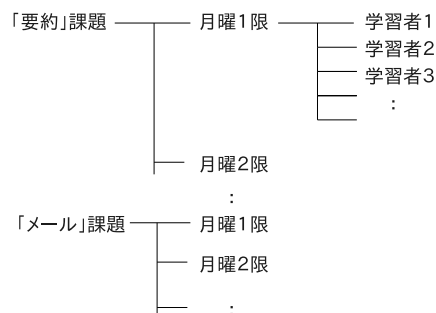 「要約」課題 月曜1限 学習者1
学習者2
学習者3
:
月曜2限
:
「メール」課題 月曜1限
月曜2限
.